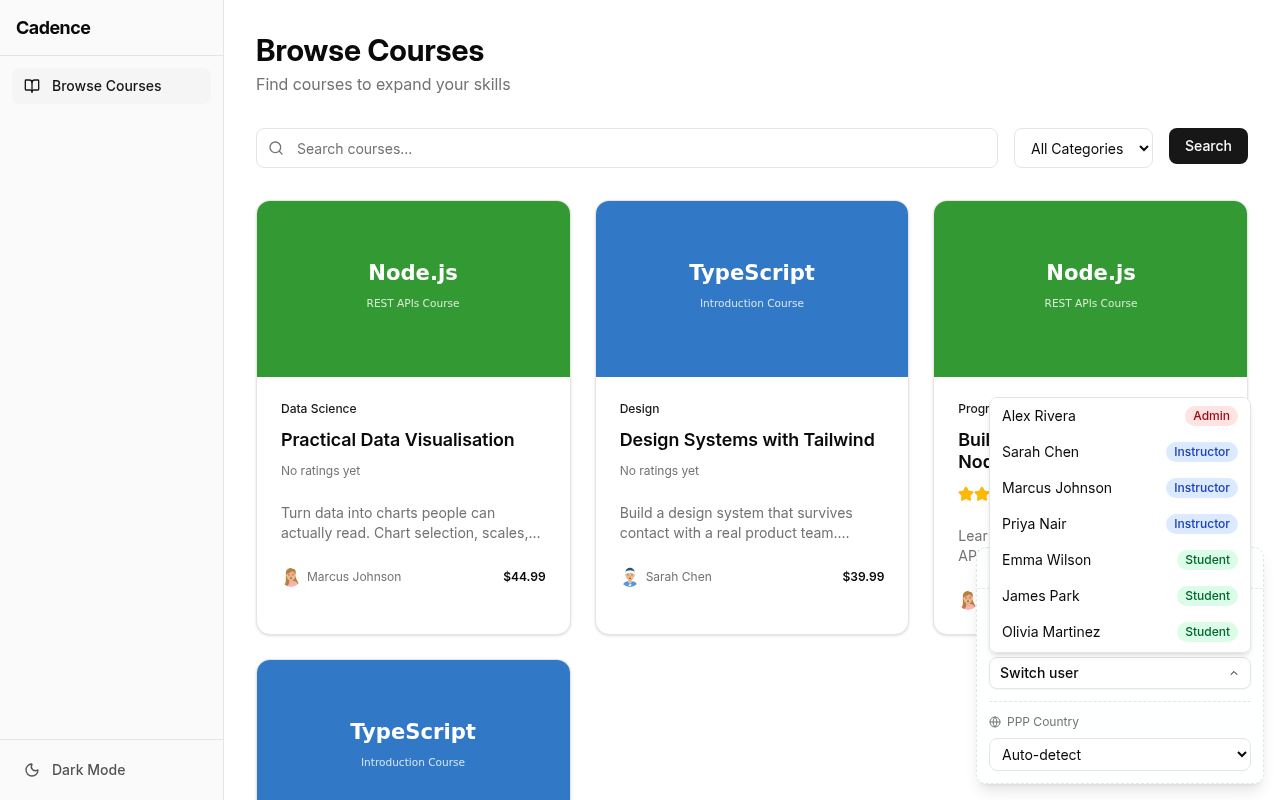 Cadence
Browse Courses
Dark Mode
Browse Courses
Find courses to expand your skills
Search courses...
All Categories
Search
Node.js
REST APIs Course
Data Science
Practical Data Visualisation
No ratings yet
Turn data into charts people can
actually read. Chart selection, scales,...
Marcus Johnson
$44.99
TypeScript
Introduction Course
Design
Design Systems with Tailwind
No ratings yet
Build a design system that survives
contact with a real product team....
Sarah Chen
$39.99
Node.js
REST APIs Course
TypeScript
Introduction Course
Alex Rivera Admin
Sarah Chen Instructor
Marcus Johnson Instructor
Priya Nair Instructor
Emma Wilson Student
James Park Student
Olivia Martinez Student
Switch user
PPP Country
Auto-detect